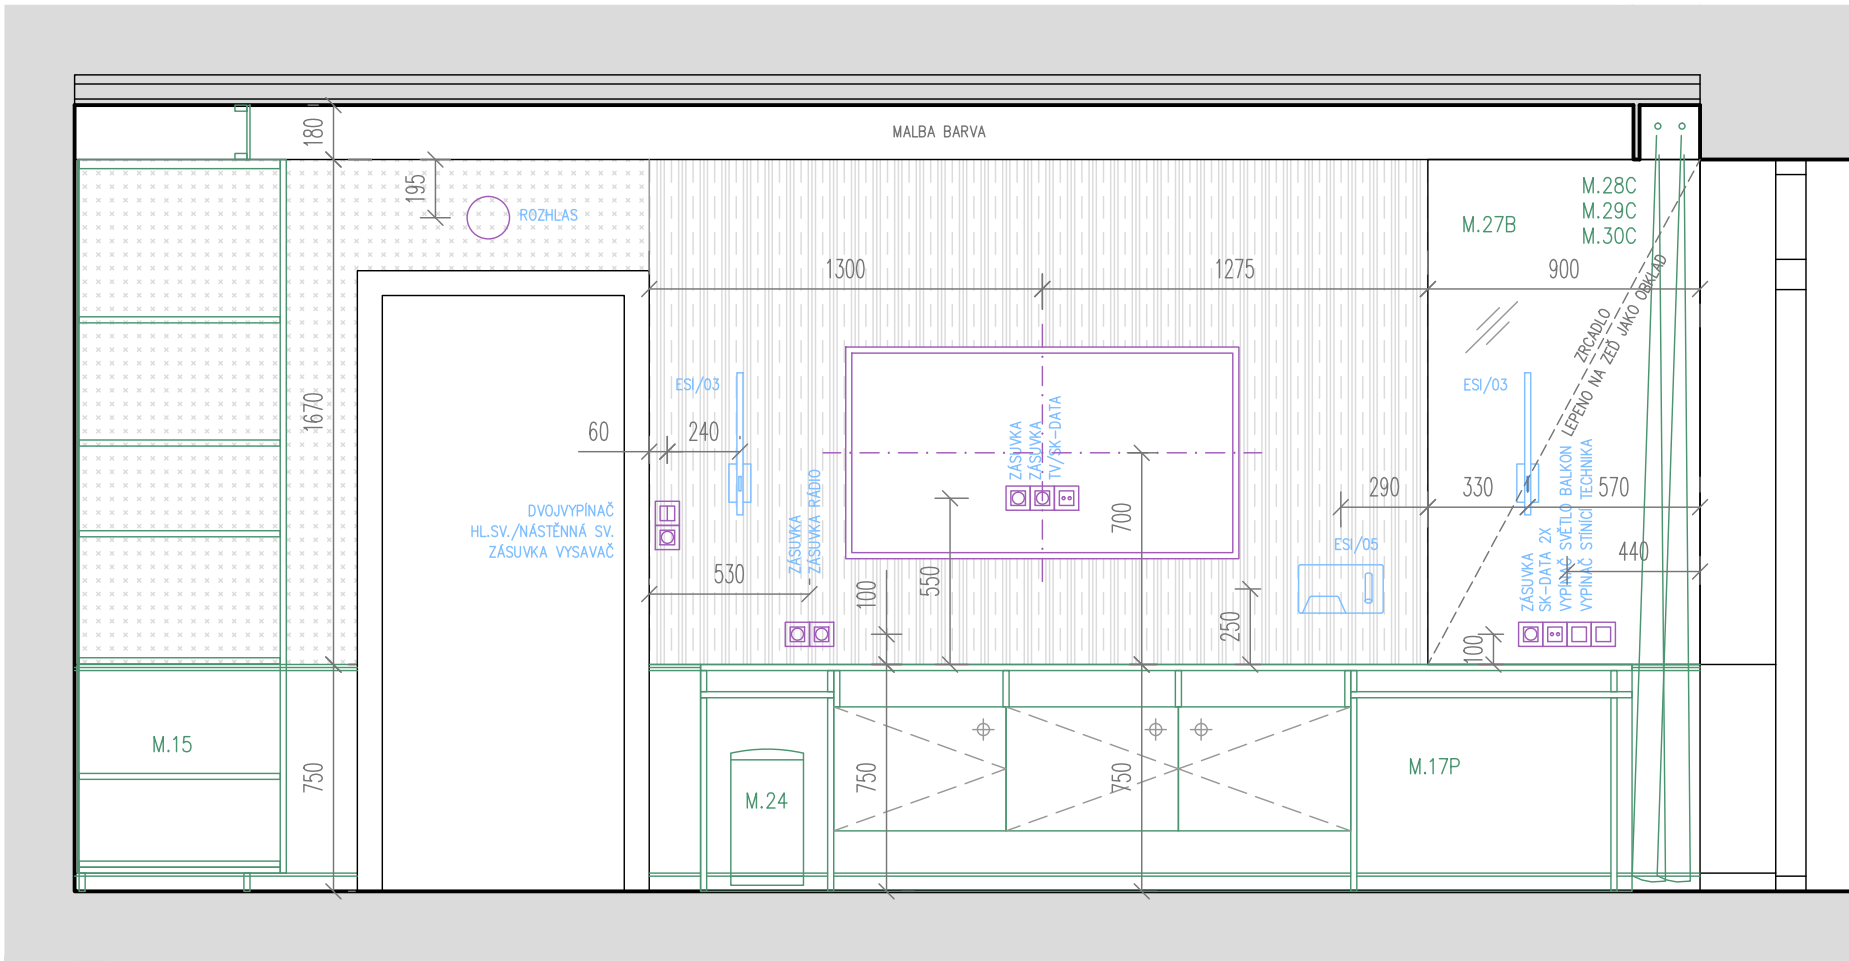 180
MALBA BARVA
195
ROZHLAS
M.28C
M.29C
M.30C
M.27B
1300
1275
900
ZRCADLO
LEPENO NA ZEĎ JAKO OBKLAD
1670
ESI/03
ESI/03
60
240
ZÁSUVKA
ZÁSUVKA
TV/SK-DATA
290
330
570
DVOJVYPÍNAČ
HL.SV./NÁSTĚNNÁ SV.
ZÁSUVKA VYSAVAČ
ZÁSUVKA
ZÁSUVKA RÁDIO
700
550
530
100
250
ESI/05
440
ZÁSUVKA
SK-DATA 2X
VYPÍNAČ SVĚTLO BALKON
VYPÍNAČ STÍNÍCÍ TECHNIKA
100
M.15
750
M.24
750
750
M.17P